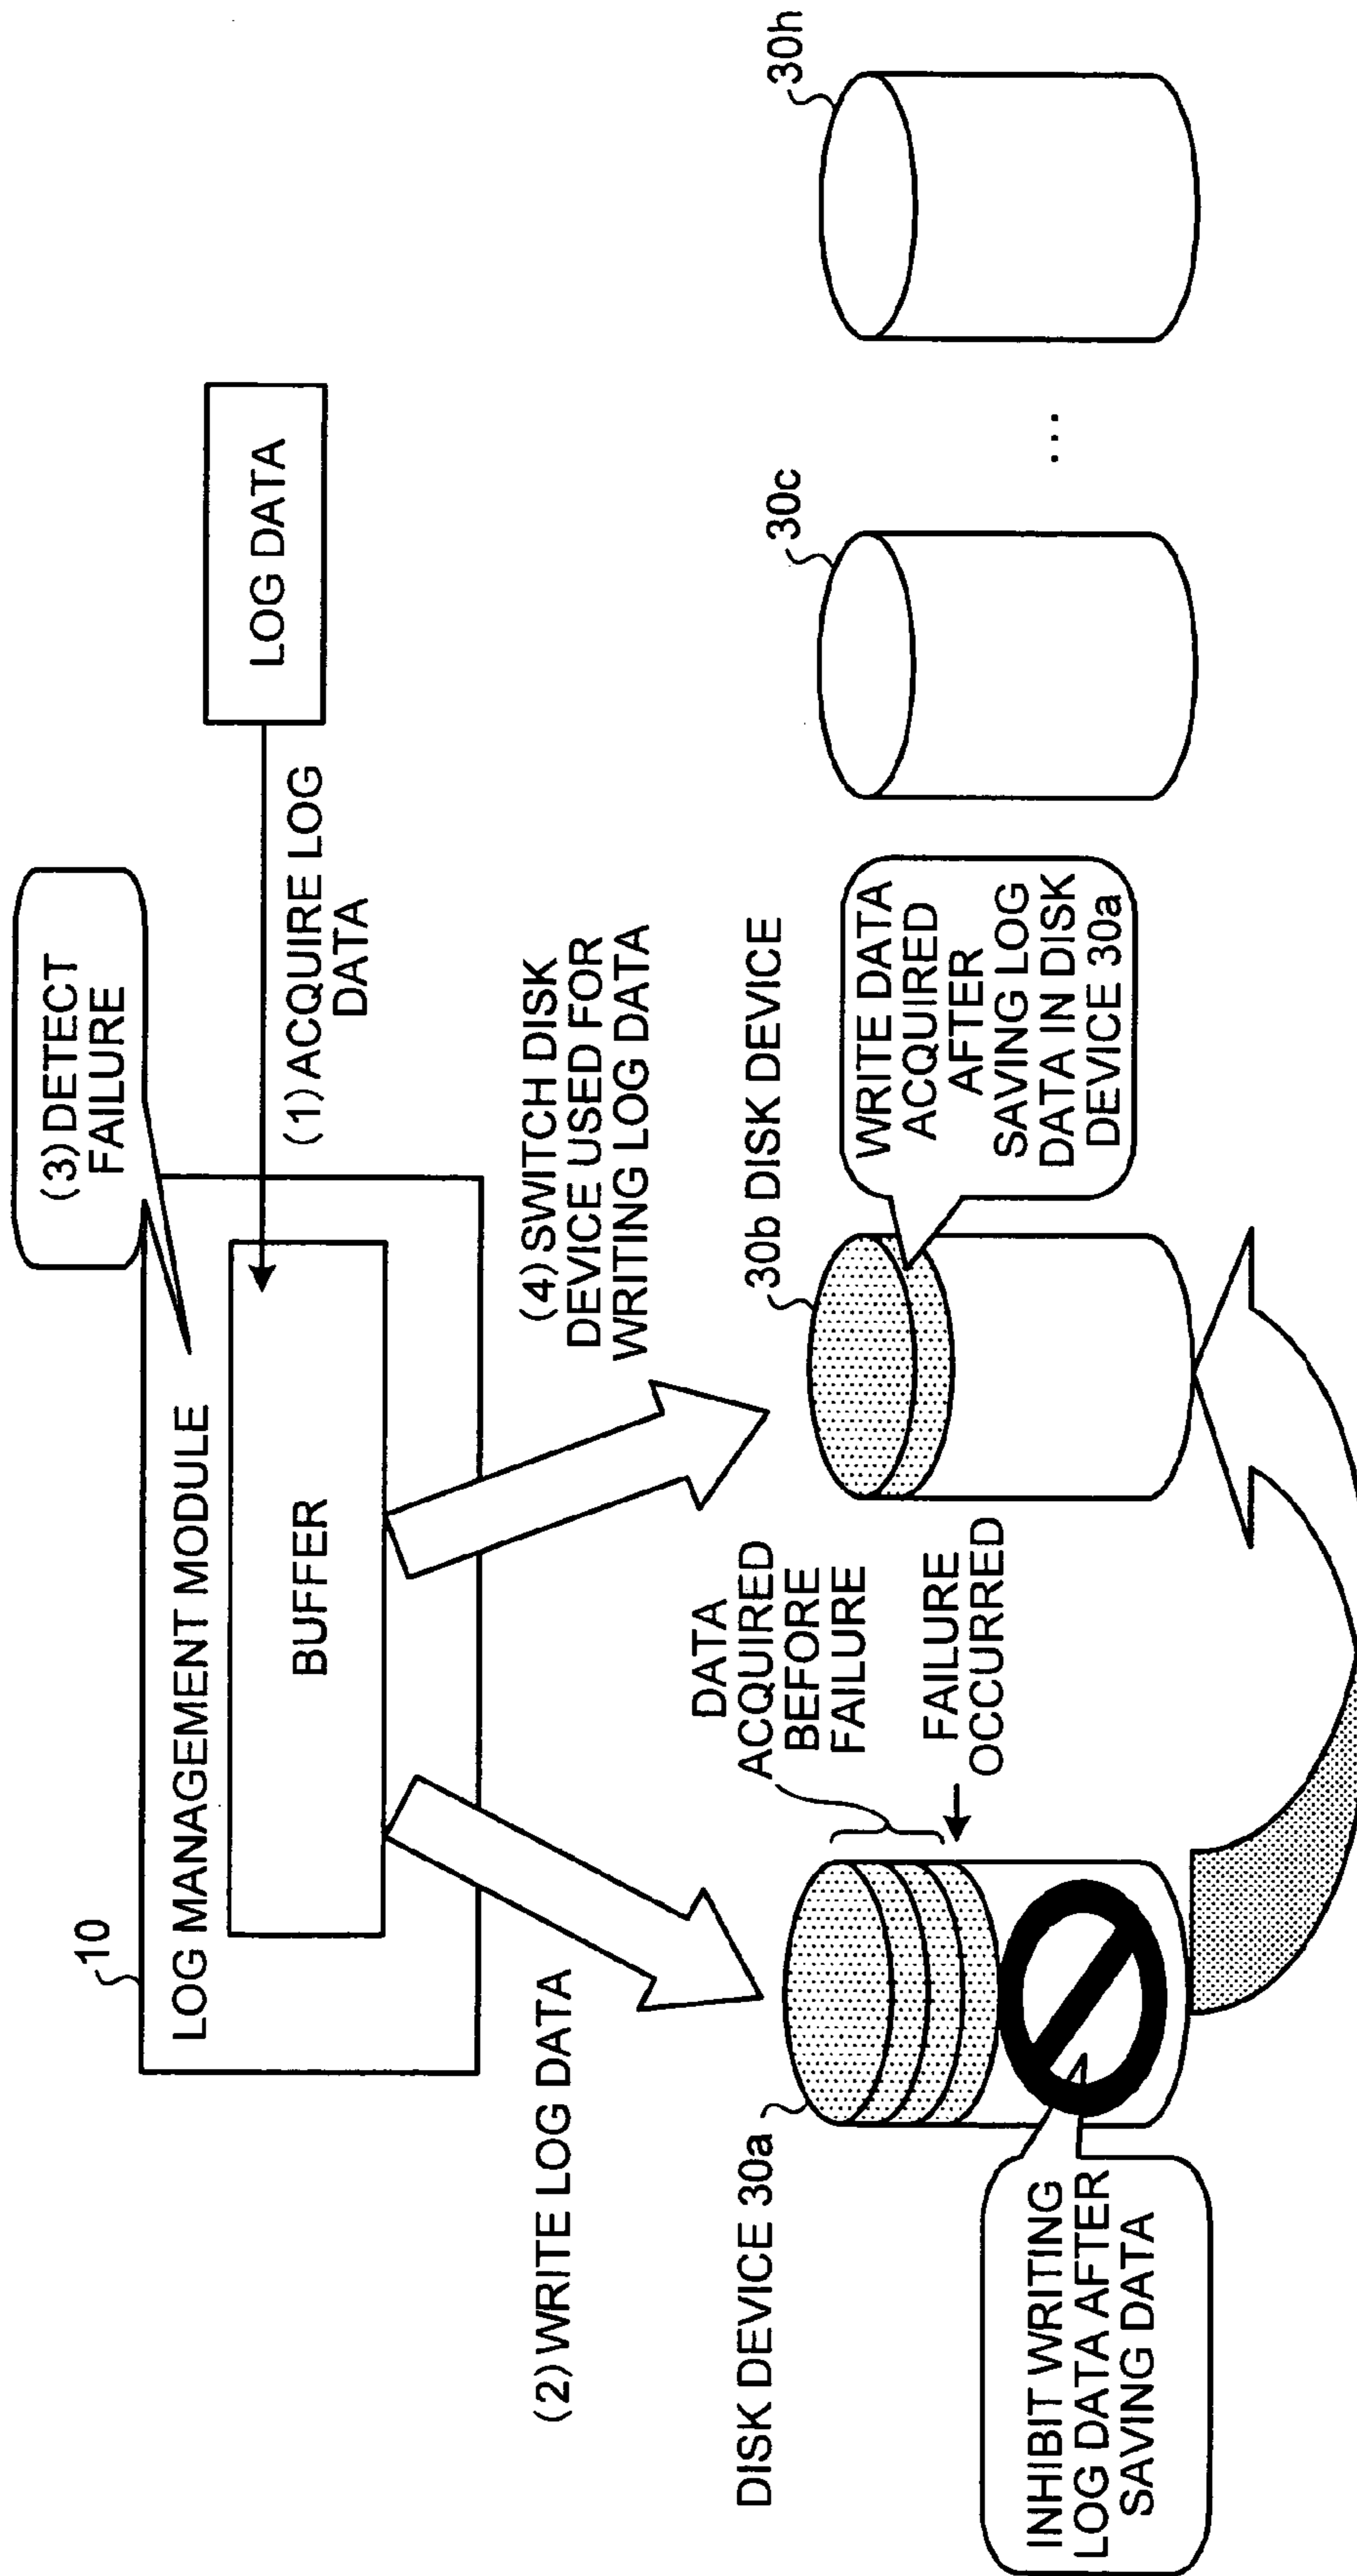 (3) DETECT
FAILURE
10
LOG MANAGEMENT MODULE
BUFFER
LOG DATA
(1) ACQUIRE LOG
DATA
(2) WRITE LOG DATA
(4) SWITCH DISK
DEVICE USED FOR
WRITING LOG DATA
DISK DEVICE 30a
DATA
ACQUIRED
BEFORE
FAILURE
FAILURE
OCCURRED
INHIBIT WRITING
LOG DATA AFTER
SAVING DATA
30b DISK DEVICE
WRITE DATA
ACQUIRED
AFTER
SAVING LOG
DATA IN DISK
DEVICE 30a
30c
...
30h